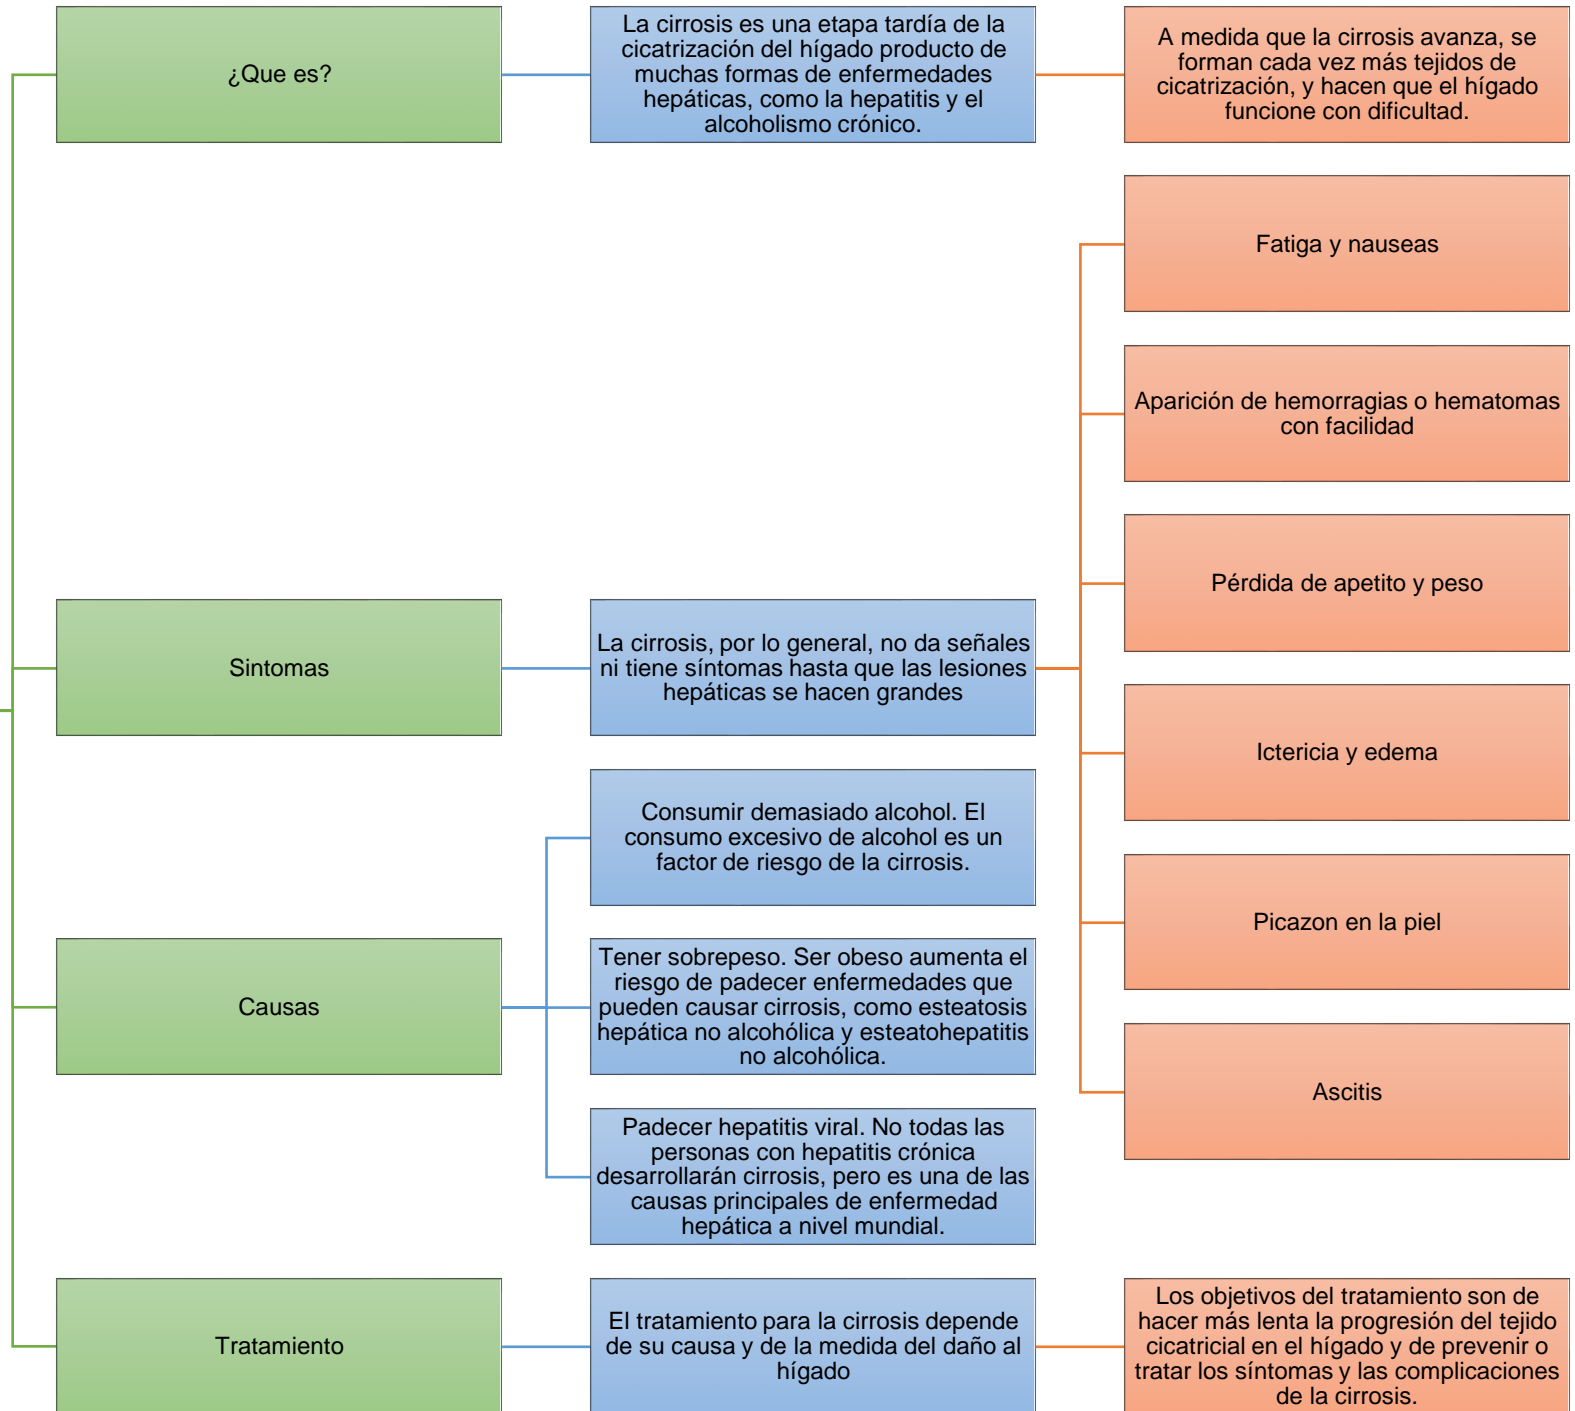 ¿Que es?
La cirrosis es una etapa tardía de la
cicatrización del hígado producto de
muchas formas de enfermedades
hepáticas, como la hepatitis y el
alcoholismo crónico.
A medida que la cirrosis avanza, se
forman cada vez más tejidos de
cicatrización, y hacen que el hígado
funcione con dificultad.
Sintomas
La cirrosis, por lo general, no da señales
ni tiene síntomas hasta que las lesiones
hepáticas se hacen grandes
Fatiga y nauseas
Aparición de hemorragias o hematomas
con facilidad
Pérdida de apetito y peso
Ictericia y edema
Picazon en la piel
Ascitis
Causas
Consumir demasiado alcohol. El
consumo excesivo de alcohol es un
factor de riesgo de la cirrosis.
Tener sobrepeso. Ser obeso aumenta el
riesgo de padecer enfermedades que
pueden causar cirrosis, como esteatosis
hepática no alcohólica y esteatohepatitis
no alcohólica.
Padecer hepatitis viral. No todas las
personas con hepatitis crónica
desarrollarán cirrosis, pero es una de las
causas principales de enfermedad
hepática a nivel mundial.
Tratamiento
El tratamiento para la cirrosis depende
de su causa y de la medida del daño al
hígado
Los objetivos del tratamiento son de
hacer más lenta la progresión del tejido
cicatricial en el hígado y de prevenir o
tratar los síntomas y las complicaciones
de la cirrosis.